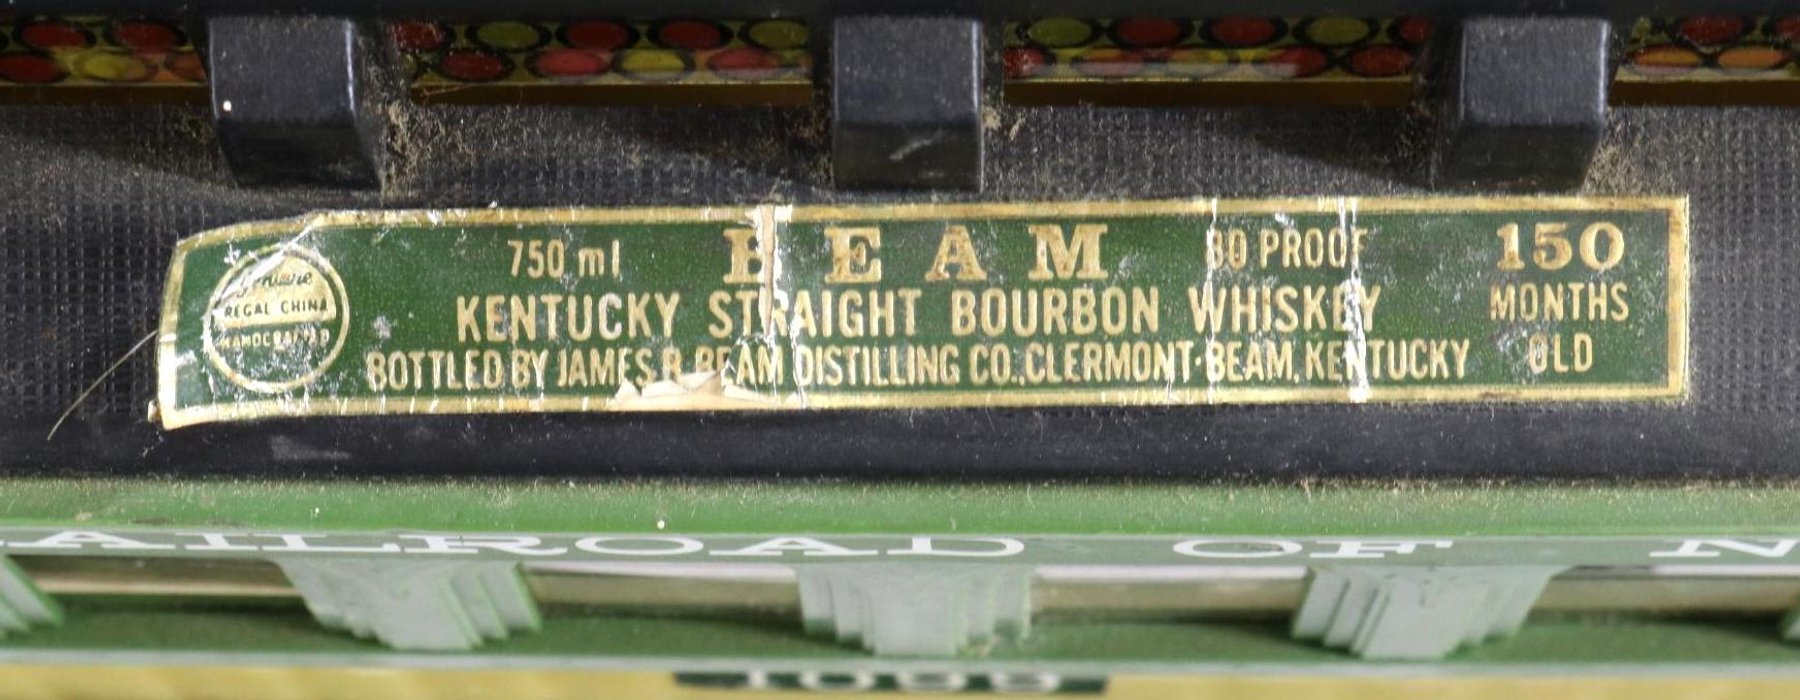 Genuine
REGAL CHINA
HANDCRAFTED
750 ml BEAM 80 PROOF
KENTUCKY STRAIGHT BOURBON WHISKEY
BOTTLED BY JAMES B. BEAM DISTILLING CO., CLERMONT·BEAM, KENTUCKY
150
MONTHS
OLD
RAILROAD OF N